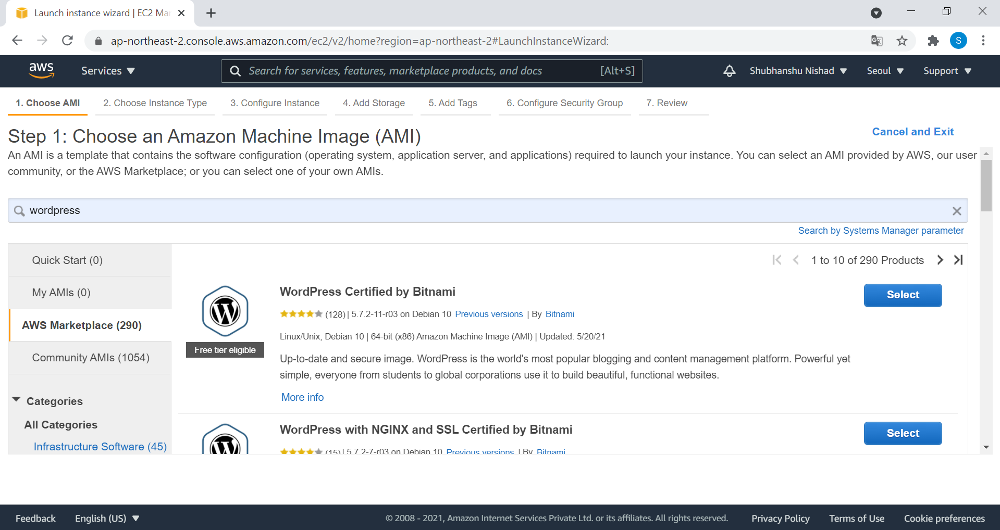 Launch instance wizard | EC2 Ma
ap-northeast-2.console.aws.amazon.com/ec2/v2/home?region=ap-northeast-2#LaunchInstanceWizard:
S
aws
Services
Search for services, features, marketplace products, and docs
[Alt+S]
Shubhanshu Nishad
Seoul
Support
1. Choose AMI
2. Choose Instance Type
3. Configure Instance
4. Add Storage
5. Add Tags
6. Configure Security Group
7. Review
Step 1: Choose an Amazon Machine Image (AMI)
Cancel and Exit
An AMI is a template that contains the software configuration (operating system, application server, and applications) required to launch your instance. You can select an AMI provided by AWS, our user
community, or the AWS Marketplace; or you can select one of your own AMIs.
wordpress
Search by Systems Manager parameter
Quick Start (0)
My AMIs (0)
AWS Marketplace (290)
Community AMIs (1054)
Categories
All Categories
Infrastructure Software (45)
1 to 10 of 290 Products
WordPress Certified by Bitnami
Select
(128) | 5.7.2-11-r03 on Debian 10 Previous versions | By Bitnami
Linux/Unix, Debian 10 | 64-bit (x86) Amazon Machine Image (AMI) | Updated: 5/20/21
Free tier eligible
Up-to-date and secure image. WordPress is the world's most popular blogging and content management platform. Powerful yet
simple, everyone from students to global corporations use it to build beautiful, functional websites.
More info
WordPress with NGINX and SSL Certified by Bitnami
Select
(15) | 5.7.2-7-r03 on Debian 10 Previous versions | By Bitnami
Feedback
English (US)
© 2008 - 2021, Amazon Internet Services Private Ltd. or its affiliates. All rights reserved.
Privacy Policy
Terms of Use
Cookie preferences